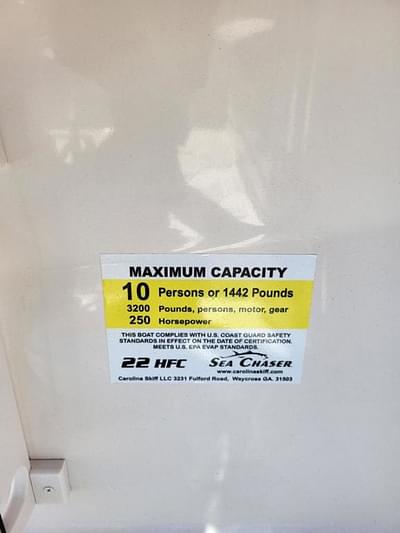 MAXIMUM CAPACITY
10 Persons or 1442 Pounds
3200 Pounds, persons, motor, gear
250 Horsepower
THIS BOAT COMPLIES WITH U.S. COAST GUARD SAFETY
STANDARDS IN EFFECT ON THE DATE OF CERTIFICATION.
MEETS U.S. EPA EVAP STANDARDS.
22 HFC SEA CHASER
www.carolinaskiff.com
Carolina Skiff LLC 3231 Fulford Road, Waycross GA. 31503